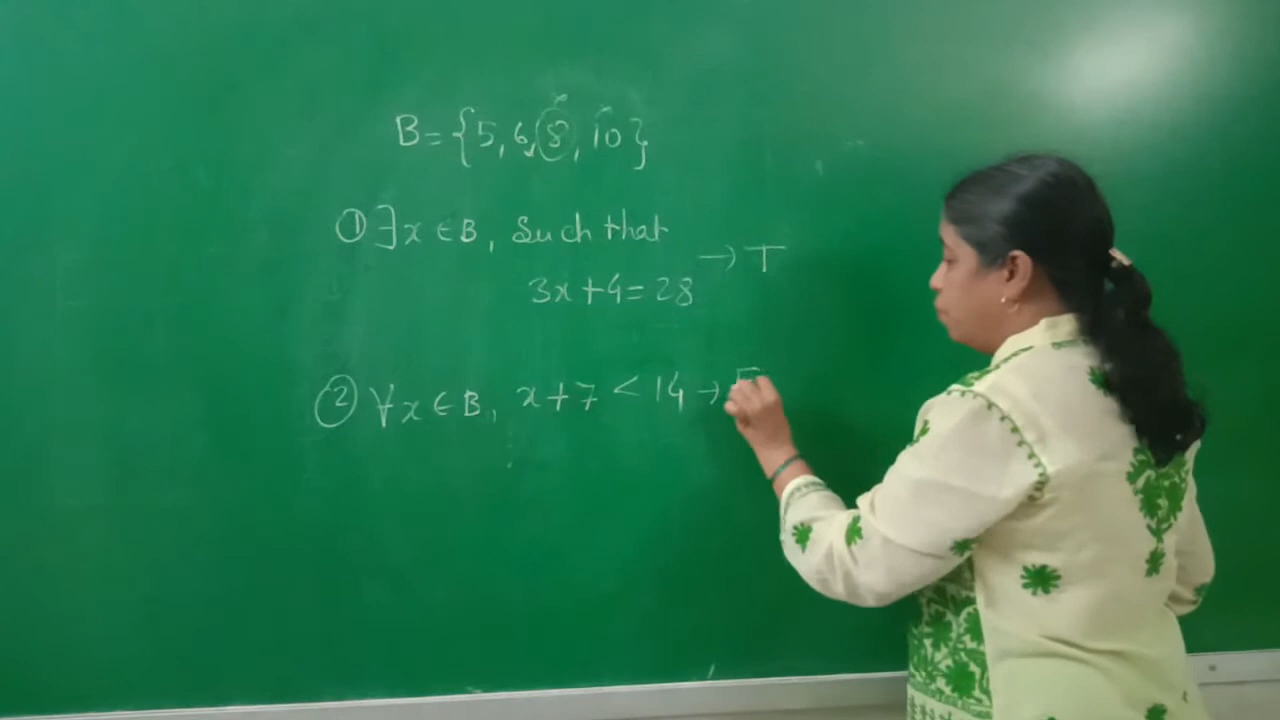 B = {5, 6, 8, 10}
① ∃ x ∈ B, Such that
3x + 4 = 28 → T
② ∀ x ∈ B, x + 7 < 14 → F